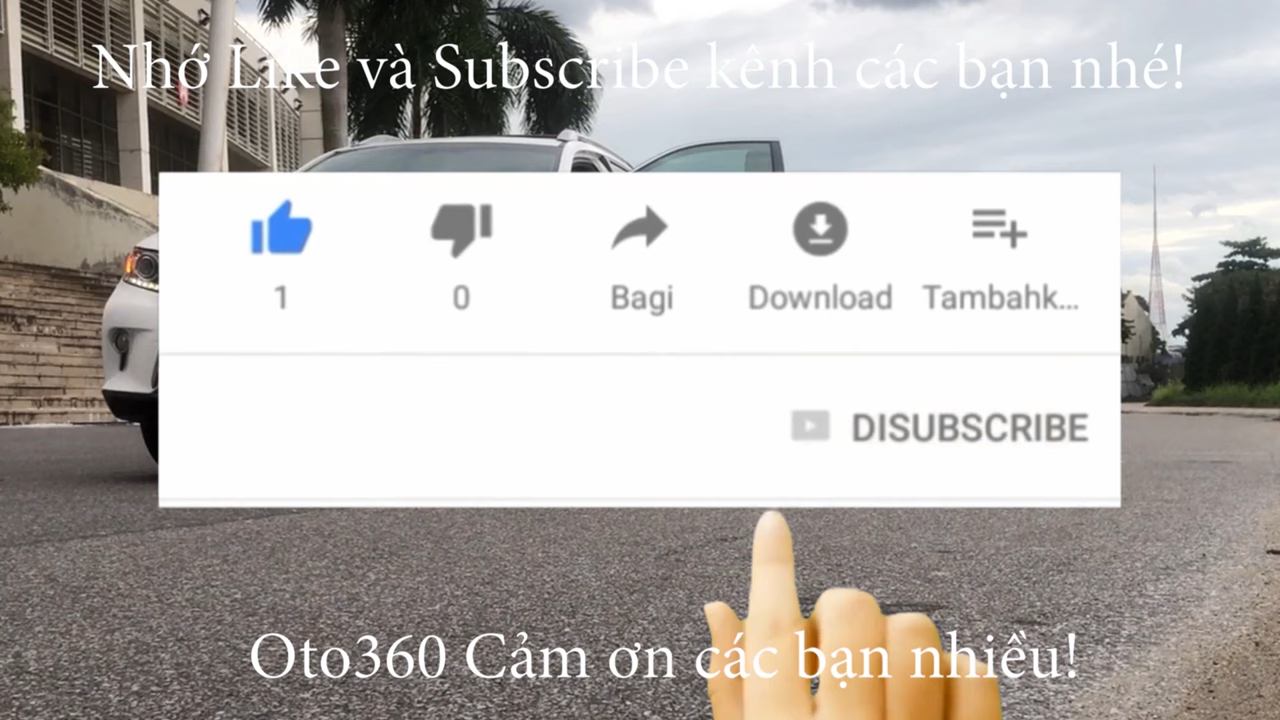 Nhớ Like và Subscribe kênh các bạn nhé!
1 0 Bagi Download Tambahk...
DISUBSCRIBE
Oto360 Cảm ơn các bạn nhiều!